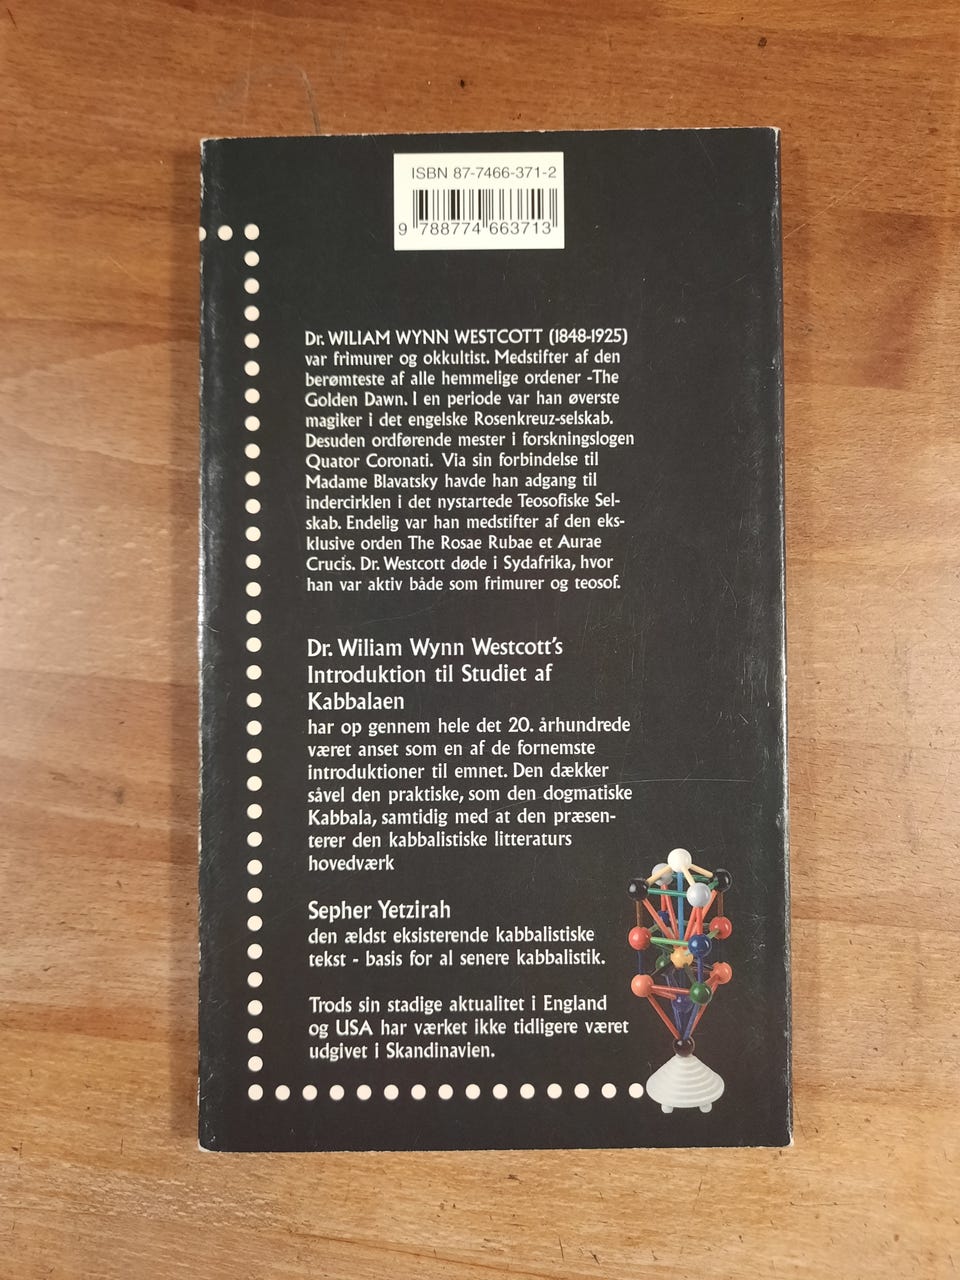 ISBN 87-7466-371-2
9 788774 663713
Dr. WILIAM WYNN WESTCOTT (1848-1925)
var frimurer og okkultist. Medstifter af den
berømteste af alle hemmelige ordener -The
Golden Dawn. I en periode var han øverste
magiker i det engelske Rosenkreuz-selskab.
Desuden ordførende mester i forskningslogen
Quator Coronati. Via sin forbindelse til
Madame Blavatsky havde han adgang til
indercirklen i det nystartede Teosofiske Sel-
skab. Endelig var han medstifter af den eks-
klusive orden The Rosae Rubae et Aurae
Crucis. Dr. Westcott døde i Sydafrika, hvor
han var aktiv både som frimurer og teosof.
Dr. Wiliam Wynn Westcott's
Introduktion til Studiet af
Kabbalaen
har op gennem hele det 20. århundrede
været anset som en af de fornemste
introduktioner til emnet. Den dækker
såvel den praktiske, som den dogmatiske
Kabbala, samtidig med at den præsen-
terer den kabbalistiske litteraturs
hovedværk
Sepher Yetzirah
den ældst eksisterende kabbalistiske
tekst - basis for al senere kabbalistik.
Trods sin stadige aktualitet i England
og USA har værket ikke tidligere været
udgivet i Skandinavien.